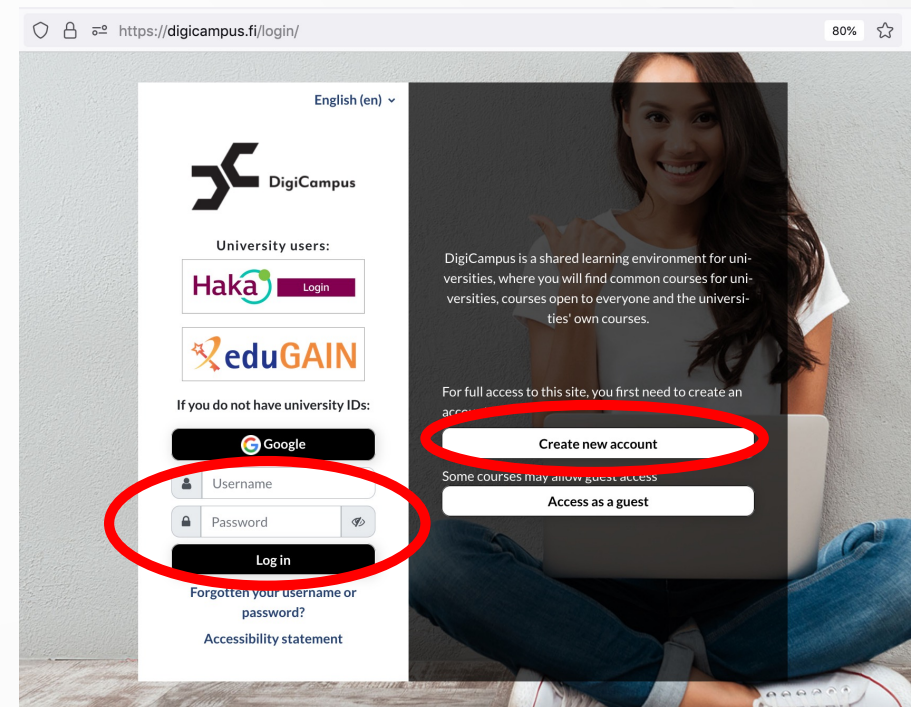 https://digicampus.fi/login/
80%
English (en)
DigiCampus
University users:
Haka Login
eduGAIN
If you do not have university IDs:
Google
Username
Password
Log in
Forgotten your username or
password?
Accessibility statement
DigiCampus is a shared learning environment for uni-
versities, where you will find common courses for uni-
versities, courses open to everyone and the universi-
ties' own courses.
For full access to this site, you first need to create an
Create new account
Some courses may allow guest access
Access as a guest